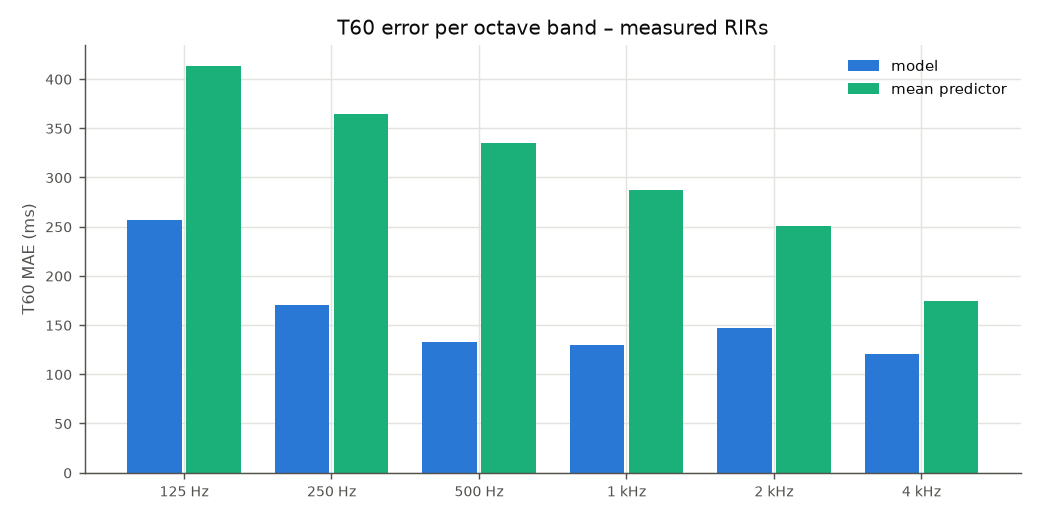 T60 error per octave band – measured RIRs
model
mean predictor
T60 MAE (ms)
400
350
300
250
200
150
100
50
0
125 Hz
250 Hz
500 Hz
1 kHz
2 kHz
4 kHz